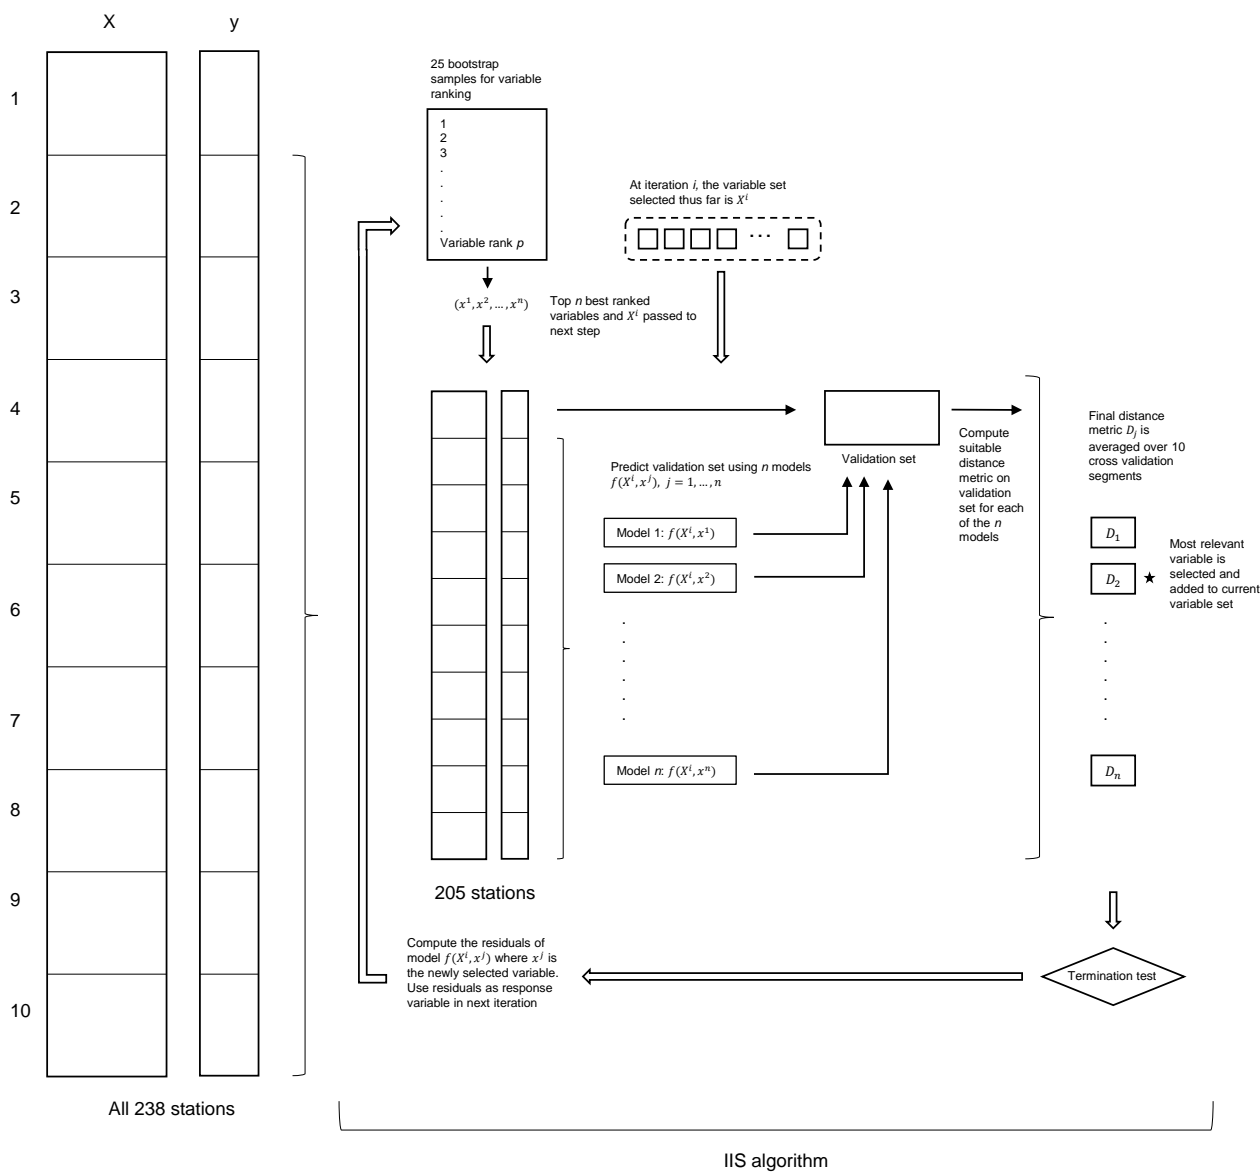 X
y
1
2
3
4
5
6
7
8
9
10
All 238 stations
25 bootstrap
samples for variable
ranking
1
2
3
.
.
.
.
.
Variable rank p
(x¹, x², ..., xⁿ)
Top n best ranked
variables and Xⁱ passed to
next step
At iteration i, the variable set
selected thus far is Xⁱ
...
205 stations
Predict validation set using n models
f(Xⁱ, xʲ), j = 1, ..., n
Model 1: f(Xⁱ, x¹)
Model 2: f(Xⁱ, x²)
.
.
.
.
.
.
Model n: f(Xⁱ, xⁿ)
Validation set
Compute
suitable
distance
metric on
validation
set for each
of the n
models
Final distance
metric Dⱼ is
averaged over 10
cross validation
segments
D₁
D₂
.
.
.
.
.
.
Dₙ
Most relevant
variable is
selected and
added to current
variable set
Termination test
Compute the residuals of
model f(Xⁱ, xʲ) where xʲ is
the newly selected variable.
Use residuals as response
variable in next iteration
IIS algorithm